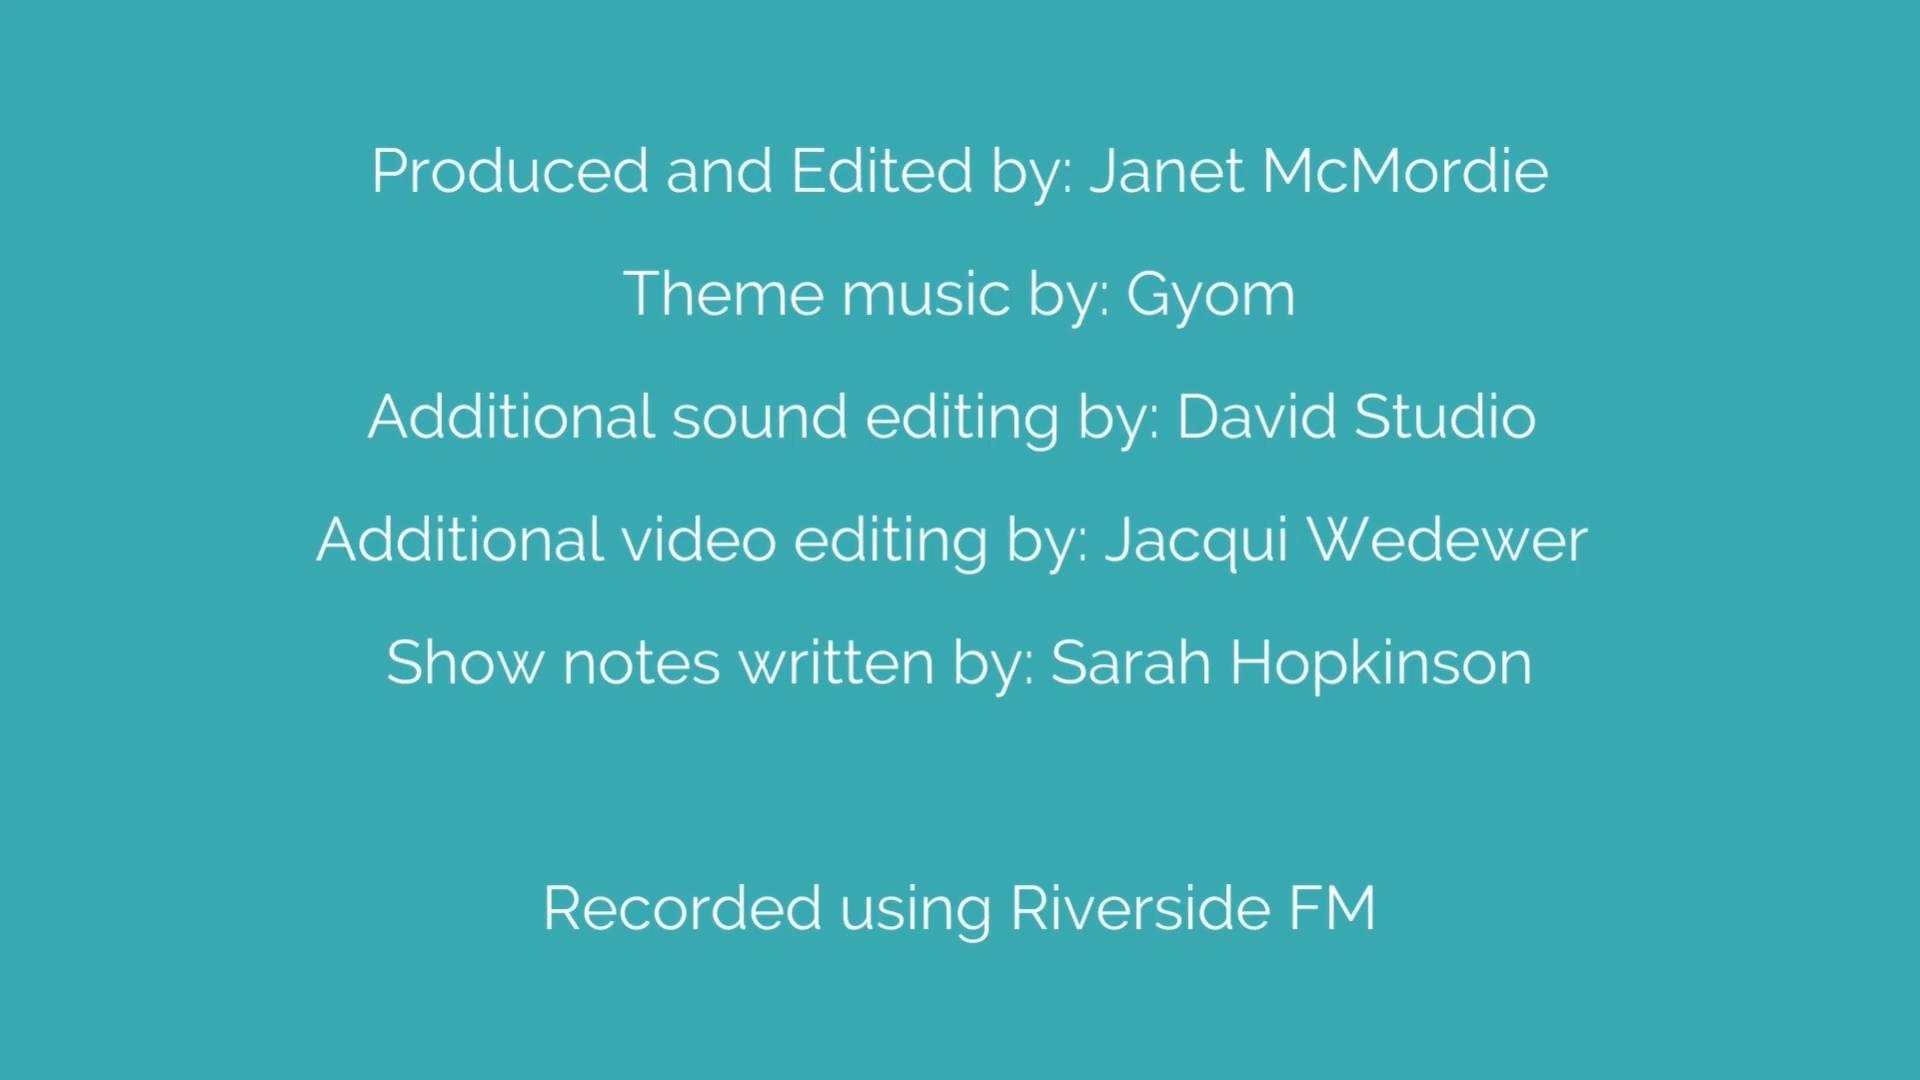 Produced and Edited by: Janet McMordie
Theme music by: Gyom
Additional sound editing by: David Studio
Additional video editing by: Jacqui Wedewer
Show notes written by: Sarah Hopkinson
Recorded using Riverside FM